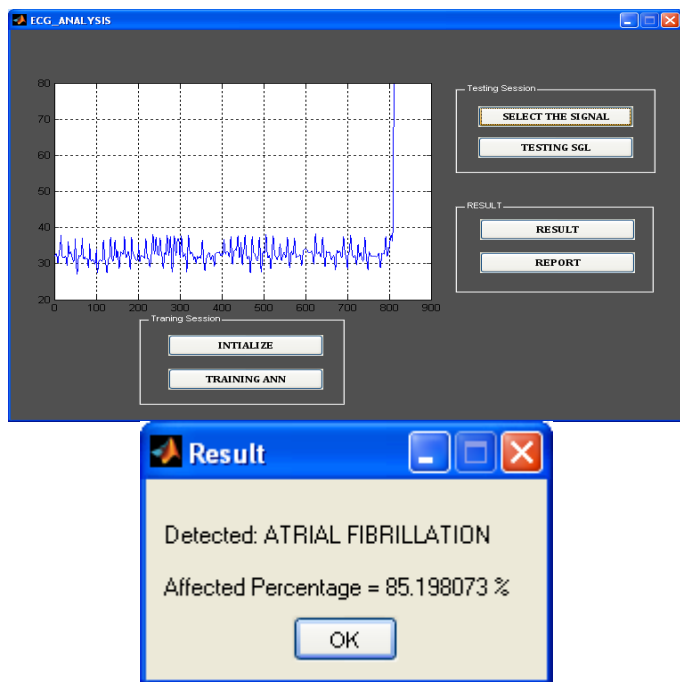 ECG_ANALYSIS
80
70
60
50
40
30
20
0 100 200 300 400 500 600 700 800 900
Testing Session
SELECT THE SIGNAL
TESTING SGL
RESULT
RESULT
REPORT
Traning Session
INTIALIZE
TRAINING ANN
Result
Detected: ATRIAL FIBRILLATION
Affected Percentage = 85.198073 %
OK